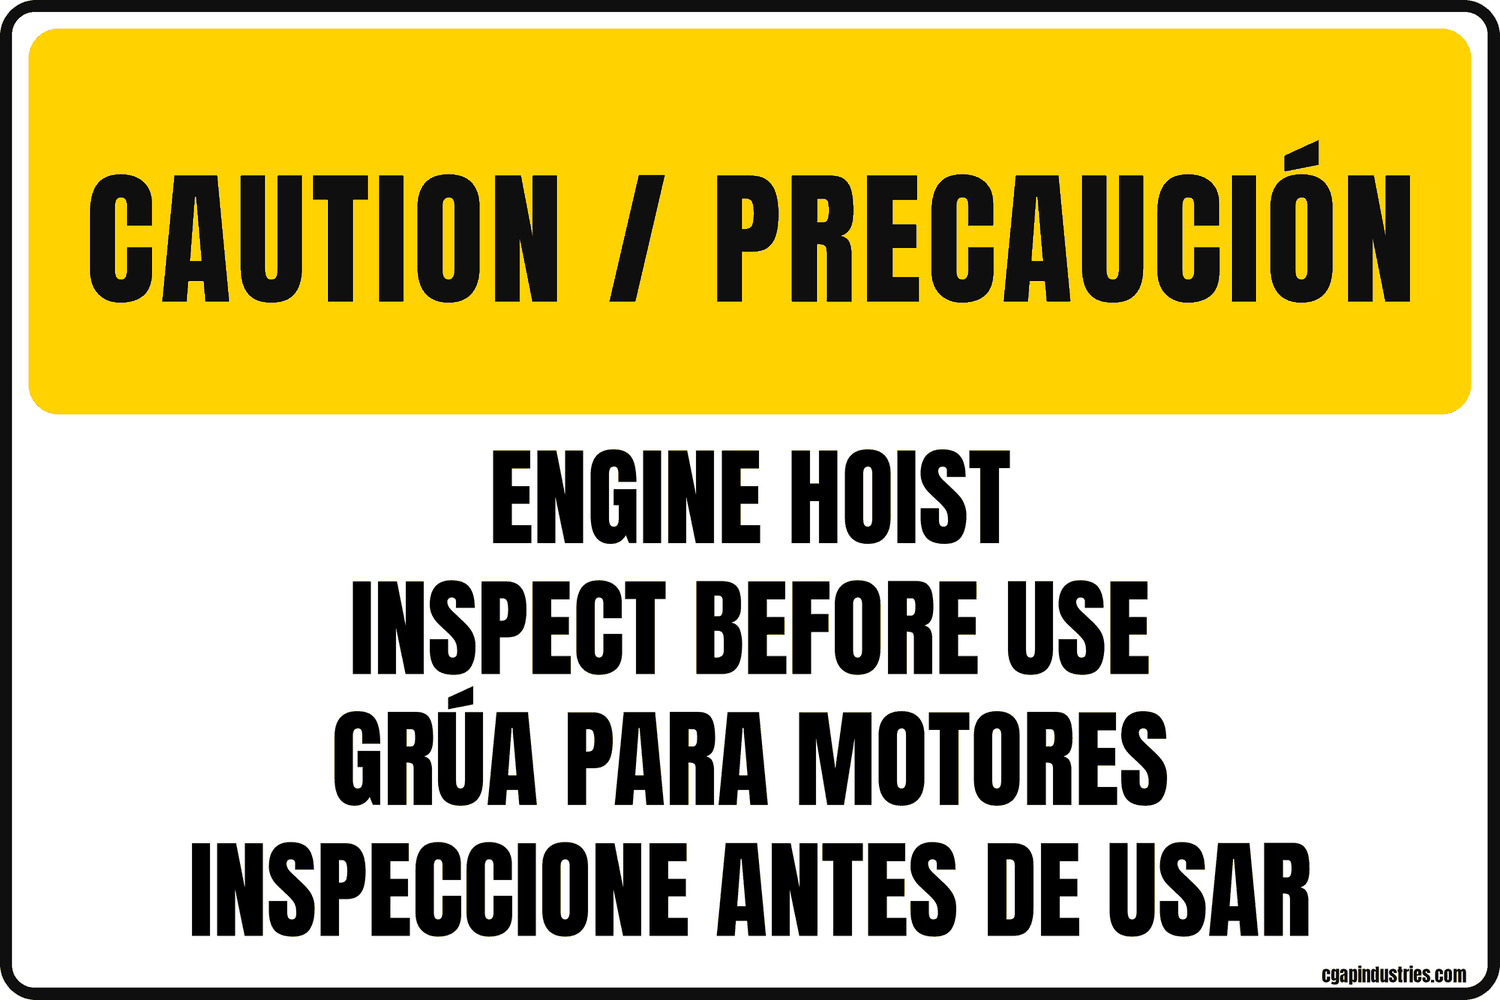 CAUTION / PRECAUCIÓN
ENGINE HOIST
INSPECT BEFORE USE
GRÚA PARA MOTORES
INSPECCIONE ANTES DE USAR
cgapindustries.com